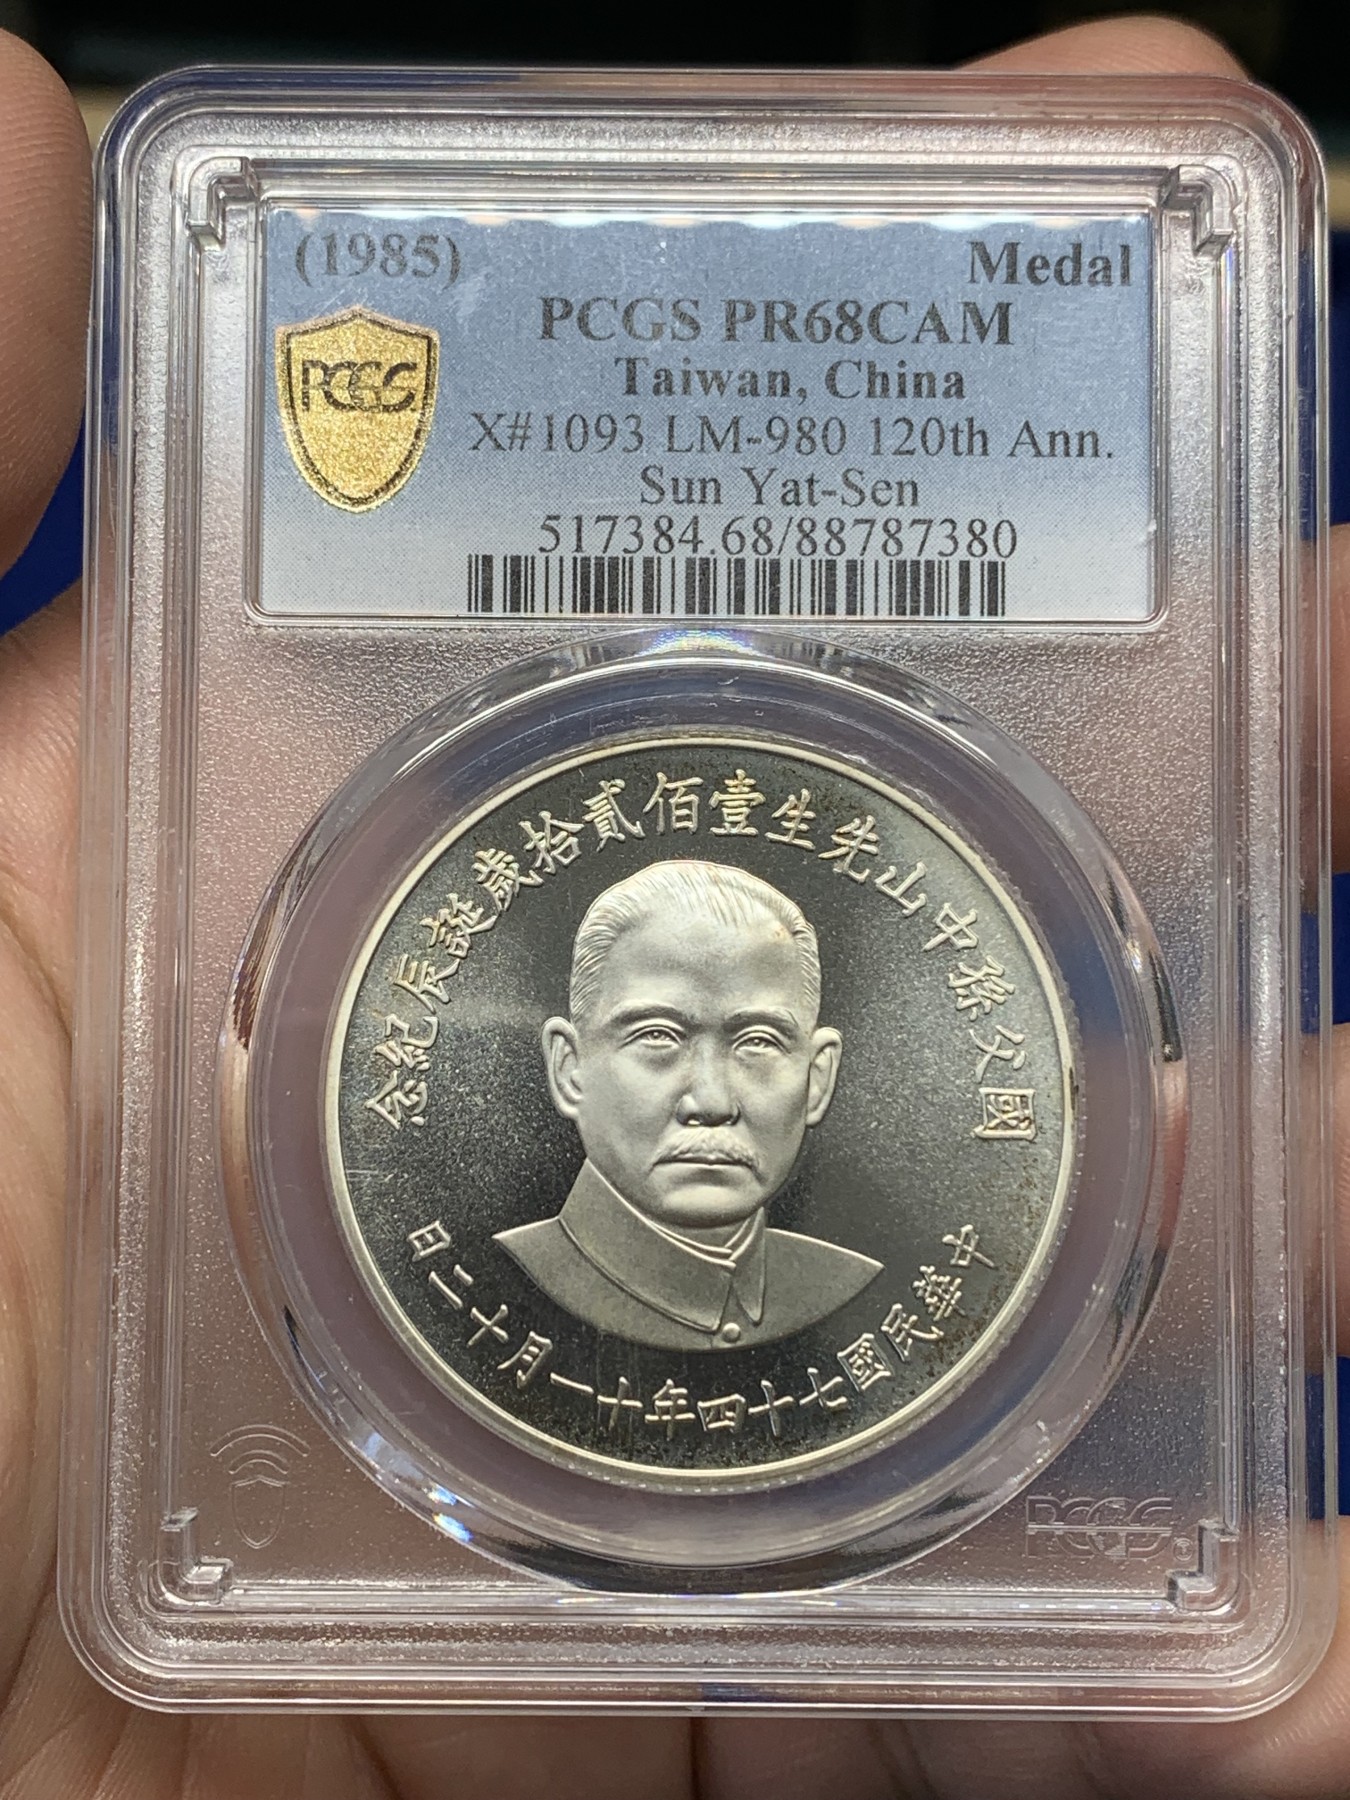 (1985) Medal
PCGS PR68CAM
PCGS
Taiwan, China
X#1093 LM-980 120th Ann.
Sun Yat-Sen
517384.68/88787380
國父孫中山先生壹佰貳拾歲誕辰紀念
中華民國七十四年十一月十二日
PCGS